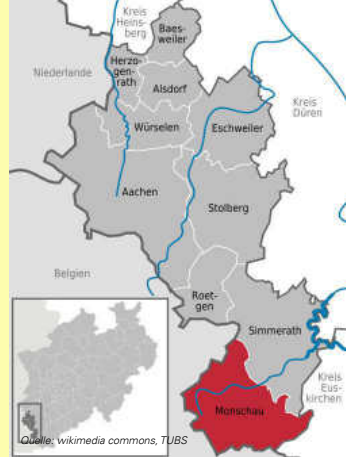 Kreis
Heins-
berg
Baes-
weiler
Herzo-
gen-
rath
Niederlande
Alsdorf
Kreis
Düren
Würselen
Eschweiler
Aachen
Stolberg
Belgien
Roet-
gen
Simmerath
Kreis
Eus-
kirchen
Monschau
Quelle: wikimedia commons, TUBS